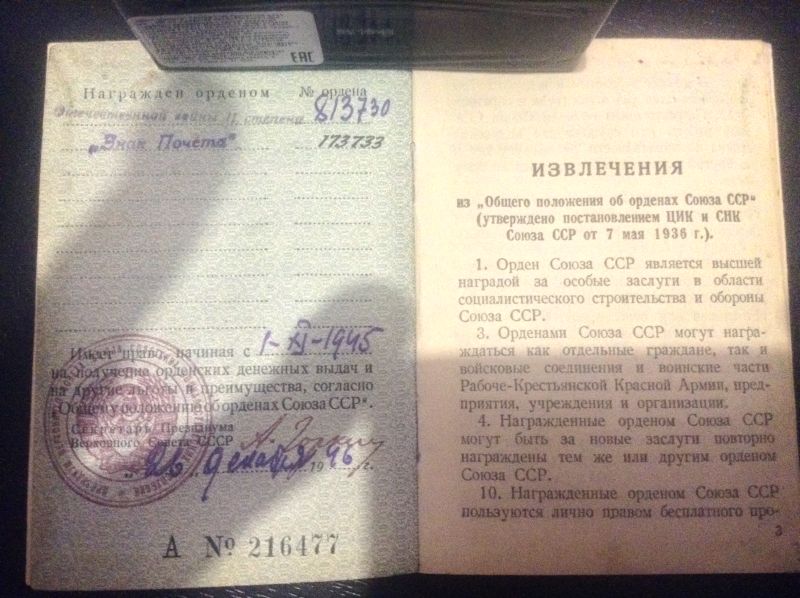 ЕАС
Награжден орденом № ордена
Отечественной войны II степени 813730
„Знак Почета“ 173733
Имеет право, начиная с 1-XI-1945
на получение орденских денежных выдач и
на другие льготы и преимущества, согласно
„Общему положению об орденах Союза ССР“.
Секретарь Президиума
Верховного Совета СССР
„26“ декабря 1946 г.
А № 216477
ИЗВЛЕЧЕНИЯ
из „Общего положения об орденах Союза ССР“
(утверждено постановлением ЦИК и СНК
Союза ССР от 7 мая 1936 г.).
1. Орден Союза ССР является высшей
наградой за особые заслуги в области
социалистического строительства и обороны
Союза ССР.
3. Орденами Союза ССР могут награ-
ждаться как отдельные граждане, так и
войсковые соединения и воинские части
Рабоче-Крестьянской Красной Армии, пред-
приятия, учреждения и организации.
4. Награжденные орденом Союза ССР
могут быть за новые заслуги повторно
награждены тем же или другим орденом
Союза ССР.
10. Награжденные орденом Союза ССР
пользуются лично правом бесплатного про-
3